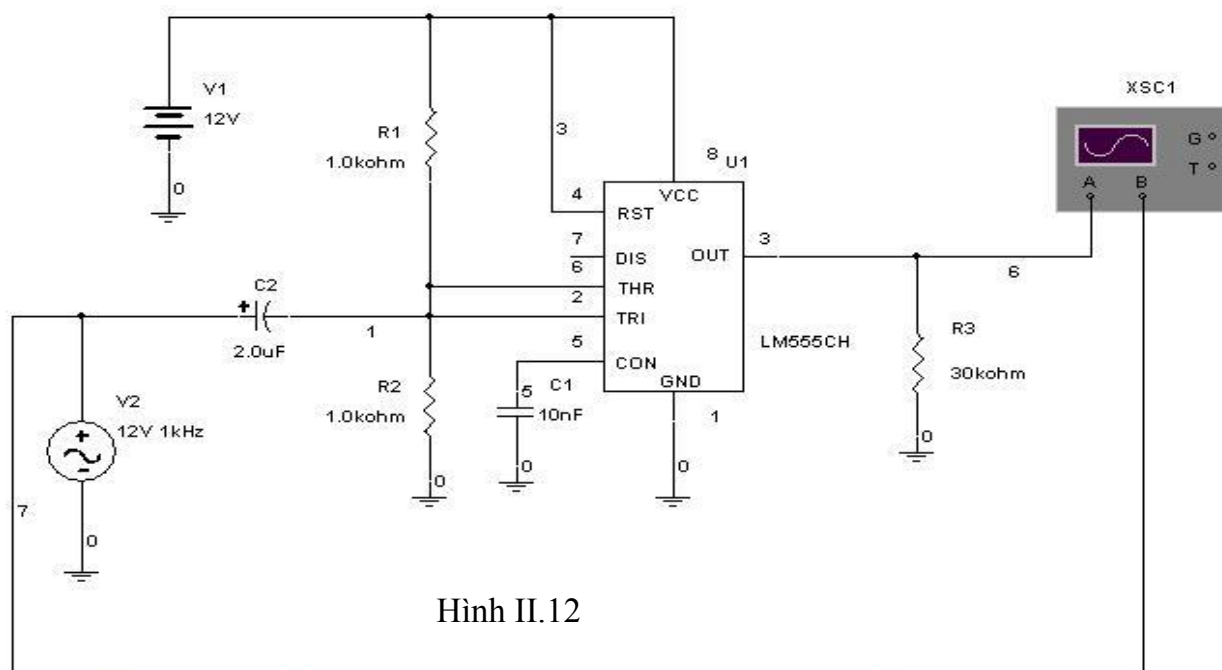 XSC1
V1
12V
G
T
A
B
R1
1.0kohm
3
0
8
U1
VCC
4
RST
7
DIS
OUT
3
6
THR
6
2
TRI
C2
+
2.0uF
1
5
CON
LM555CH
R3
30kohm
GND
5
C1
10nF
R2
1.0kohm
1
V2
12V 1kHz
+
-
0
0
0
0
0
7
Hình II.12